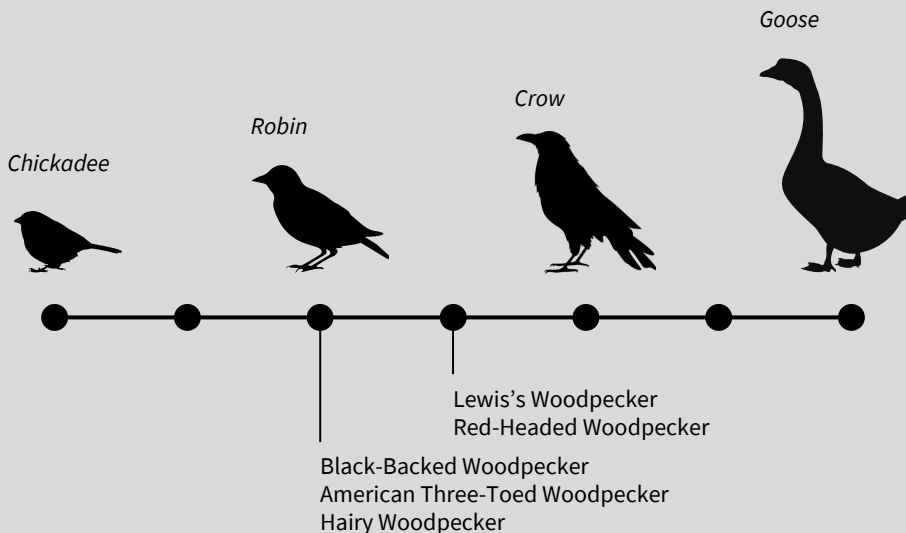 Goose
Crow
Robin
Chickadee
Lewis's Woodpecker
Red-Headed Woodpecker
Black-Backed Woodpecker
American Three-Toed Woodpecker
Hairy Woodpecker